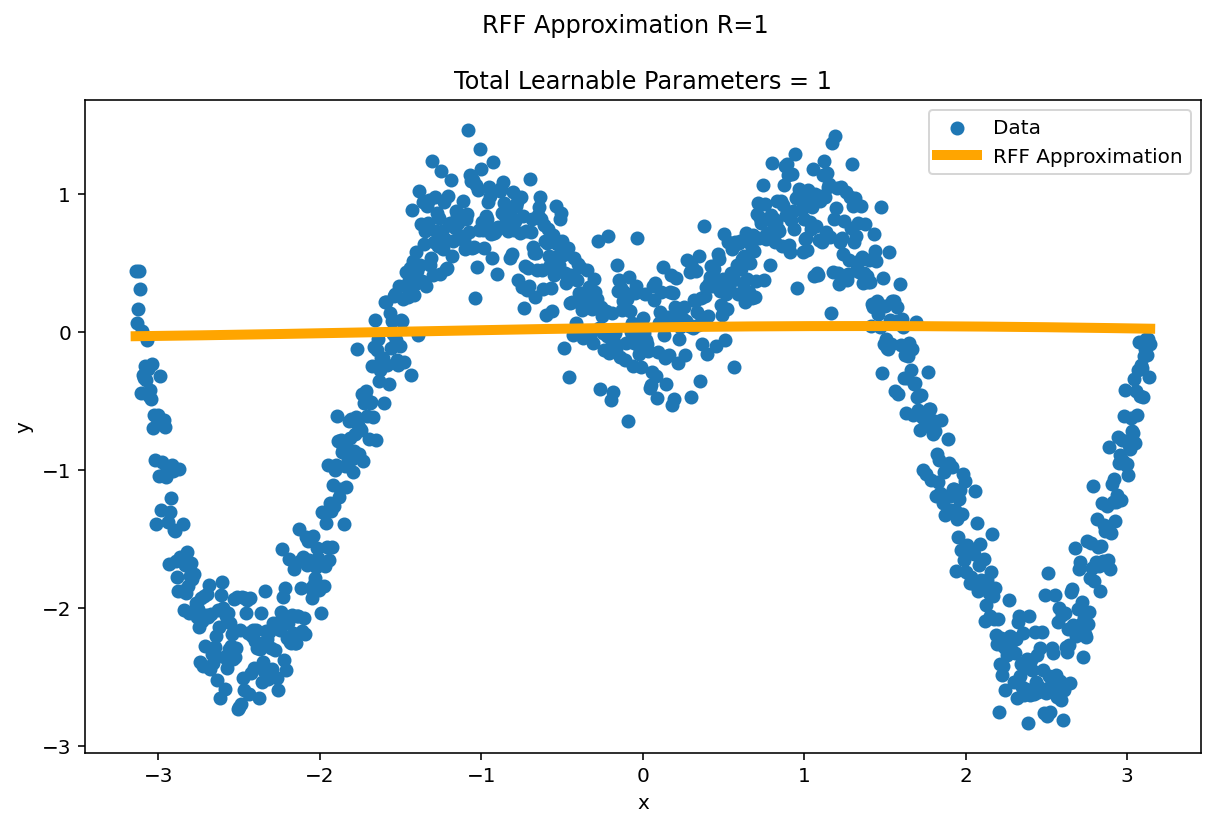 RFF Approximation R=1
Total Learnable Parameters = 1
Data
RFF Approximation
1
0
−1
−2
−3
y
−3 −2 −1 0 1 2 3
x